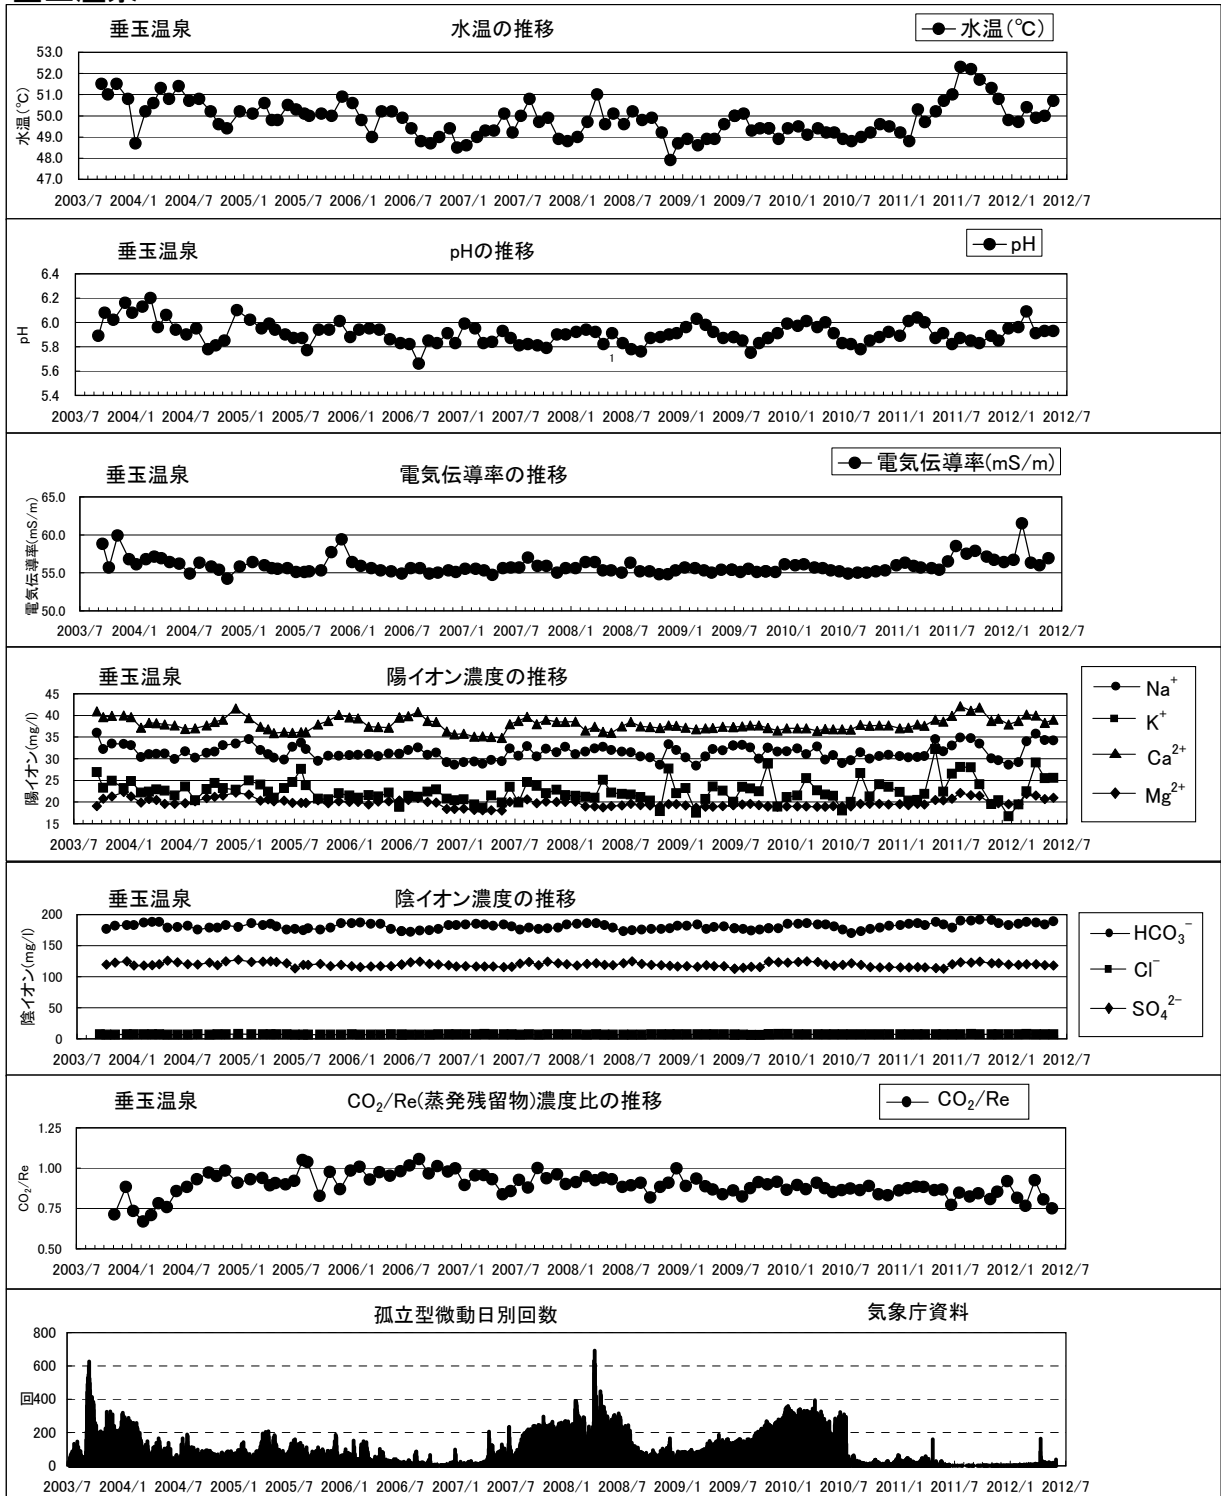 垂玉温泉
垂玉温泉 水温の推移 水温(℃)
水温(℃)
53.0
52.0
51.0
50.0
49.0
48.0
47.0
2003/7 2004/1 2004/7 2005/1 2005/7 2006/1 2006/7 2007/1 2007/7 2008/1 2008/7 2009/1 2009/7 2010/1 2010/7 2011/1 2011/7 2012/1 2012/7
垂玉温泉 pHの推移 pH
pH
6.4
6.2
6.0
5.8
5.6
5.4
1
2003/7 2004/1 2004/7 2005/1 2005/7 2006/1 2006/7 2007/1 2007/7 2008/1 2008/7 2009/1 2009/7 2010/1 2010/7 2011/1 2011/7 2012/1 2012/7
垂玉温泉 電気伝導率の推移 電気伝導率(mS/m)
電気伝導率(mS/m)
65.0
60.0
55.0
50.0
2003/7 2004/1 2004/7 2005/1 2005/7 2006/1 2006/7 2007/1 2007/7 2008/1 2008/7 2009/1 2009/7 2010/1 2010/7 2011/1 2011/7 2012/1 2012/7
垂玉温泉 陽イオン濃度の推移
陽イオン(mg/l)
45
40
35
30
25
20
15
Na⁺
K⁺
Ca²⁺
Mg²⁺
2003/7 2004/1 2004/7 2005/1 2005/7 2006/1 2006/7 2007/1 2007/7 2008/1 2008/7 2009/1 2009/7 2010/1 2010/7 2011/1 2011/7 2012/1 2012/7
垂玉温泉 陰イオン濃度の推移
陰イオン(mg/l)
200
150
100
50
0
HCO₃⁻
Cl⁻
SO₄²⁻
2003/7 2004/1 2004/7 2005/1 2005/7 2006/1 2006/7 2007/1 2007/7 2008/1 2008/7 2009/1 2009/7 2010/1 2010/7 2011/1 2011/7 2012/1 2012/7
垂玉温泉 CO₂/Re(蒸発残留物)濃度比の推移 CO₂/Re
CO₂/Re
1.25
1.00
0.75
0.50
2003/7 2004/1 2004/7 2005/1 2005/7 2006/1 2006/7 2007/1 2007/7 2008/1 2008/7 2009/1 2009/7 2010/1 2010/7 2011/1 2011/7 2012/1 2012/7
孤立型微動日別回数 気象庁資料
回
800
600
400
200
0
2003/7 2004/1 2004/7 2005/1 2005/7 2006/1 2006/7 2007/1 2007/7 2008/1 2008/7 2009/1 2009/7 2010/1 2010/7 2011/1 2011/7 2012/1 2012/7